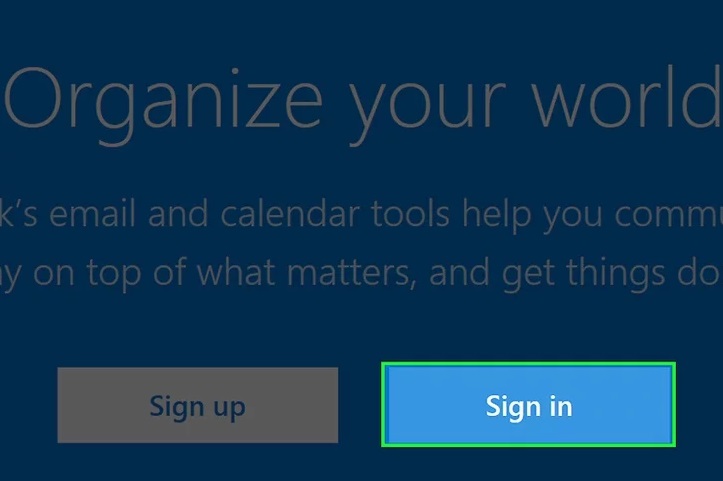 Organize your world
k's email and calendar tools help you commu
y on top of what matters, and get things do
Sign up
Sign in